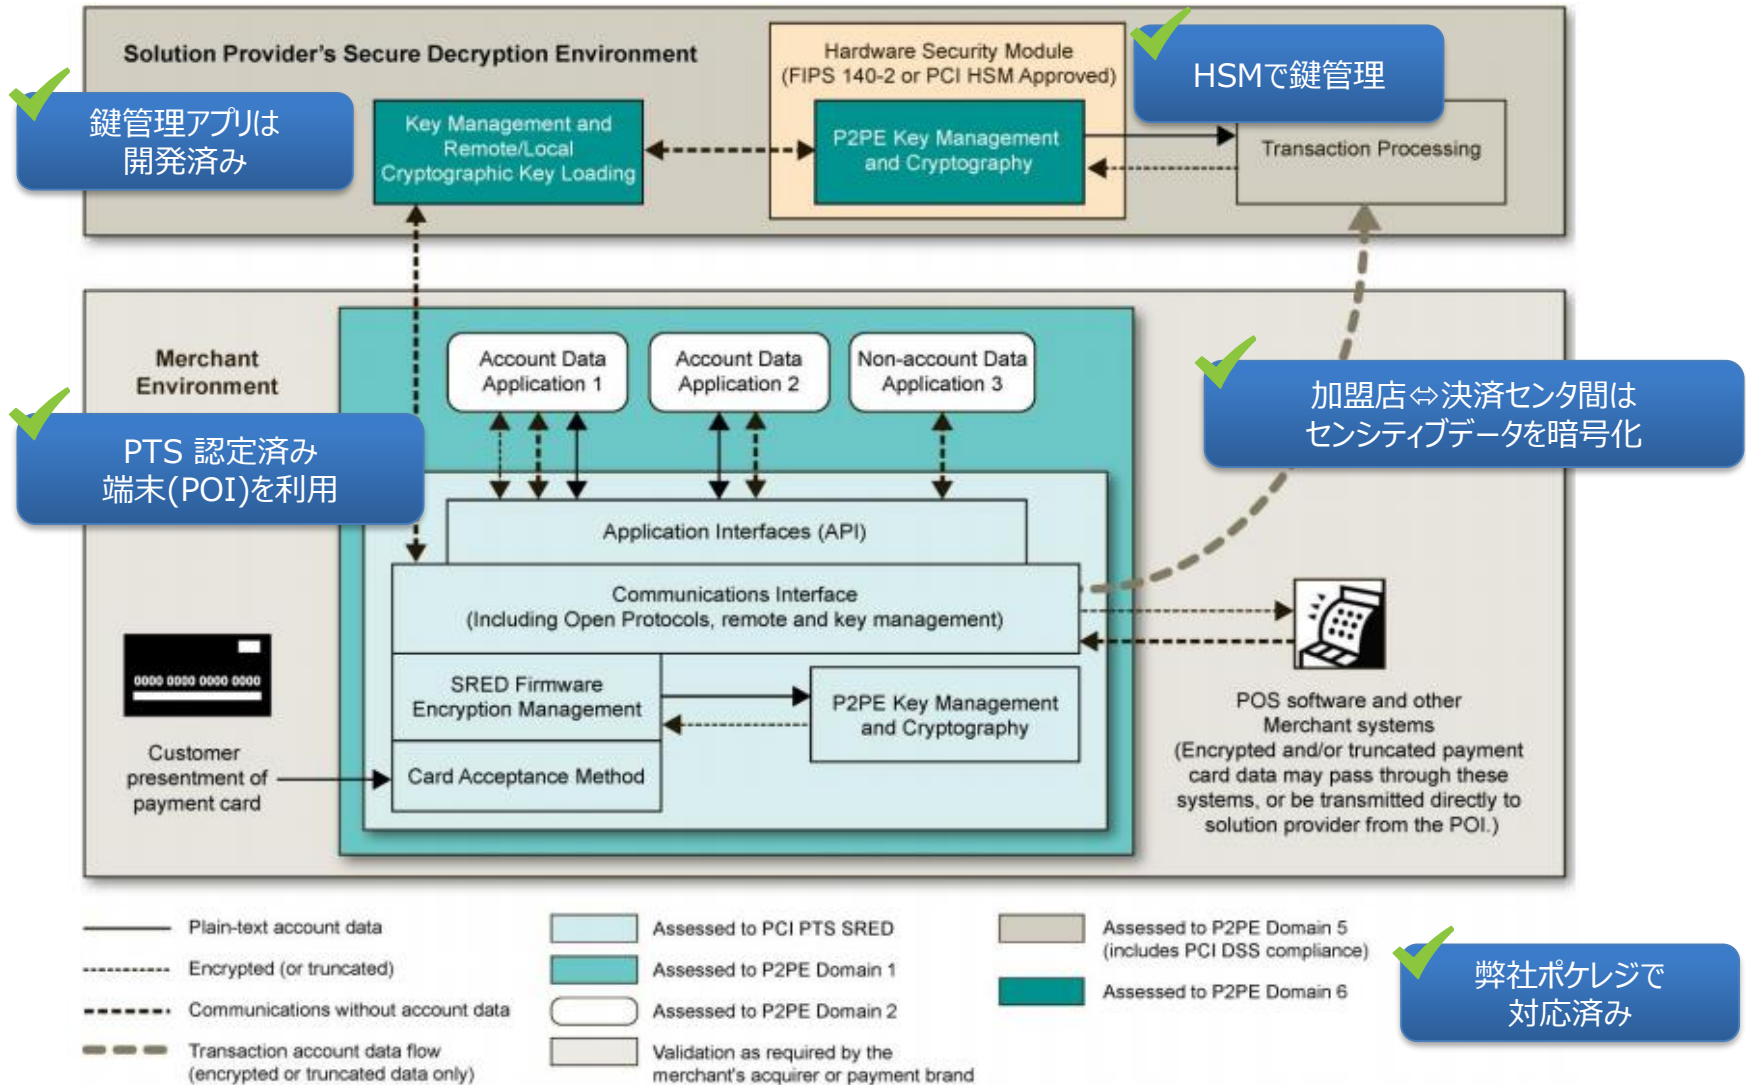 Solution Provider's Secure Decryption Environment
Hardware Security Module
(FIPS 140-2 or PCI HSM Approved)
HSMで鍵管理
鍵管理アプリは
開発済み
Key Management and
Remote/Local
Cryptographic Key Loading
P2PE Key Management
and Cryptography
Transaction Processing
Merchant
Environment
Account Data
Application 1
Account Data
Application 2
Non-account Data
Application 3
加盟店⇔決済センタ間は
センシティブデータを暗号化
PTS 認定済み
端末(POI)を利用
Application Interfaces (API)
Communications Interface
(Including Open Protocols, remote and key management)
0000 0000 0000 0000
SRED Firmware
Encryption Management
P2PE Key Management
and Cryptography
Customer
presentment of
payment card
Card Acceptance Method
POS software and other
Merchant systems
(Encrypted and/or truncated payment
card data may pass through these
systems, or be transmitted directly to
solution provider from the POI.)
Plain-text account data
Encrypted (or truncated)
Communications without account data
Transaction account data flow
(encrypted or truncated data only)
Assessed to PCI PTS SRED
Assessed to P2PE Domain 1
Assessed to P2PE Domain 2
Validation as required by the
merchant's acquirer or payment brand
Assessed to P2PE Domain 5
(includes PCI DSS compliance)
Assessed to P2PE Domain 6
弊社ポケレジで
対応済み